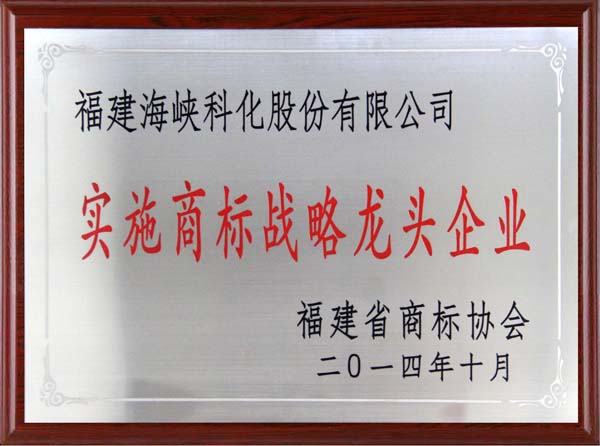 福建海峡科化股份有限公司
实施商标战略龙头企业
福建省商标协会
二〇一四年十月